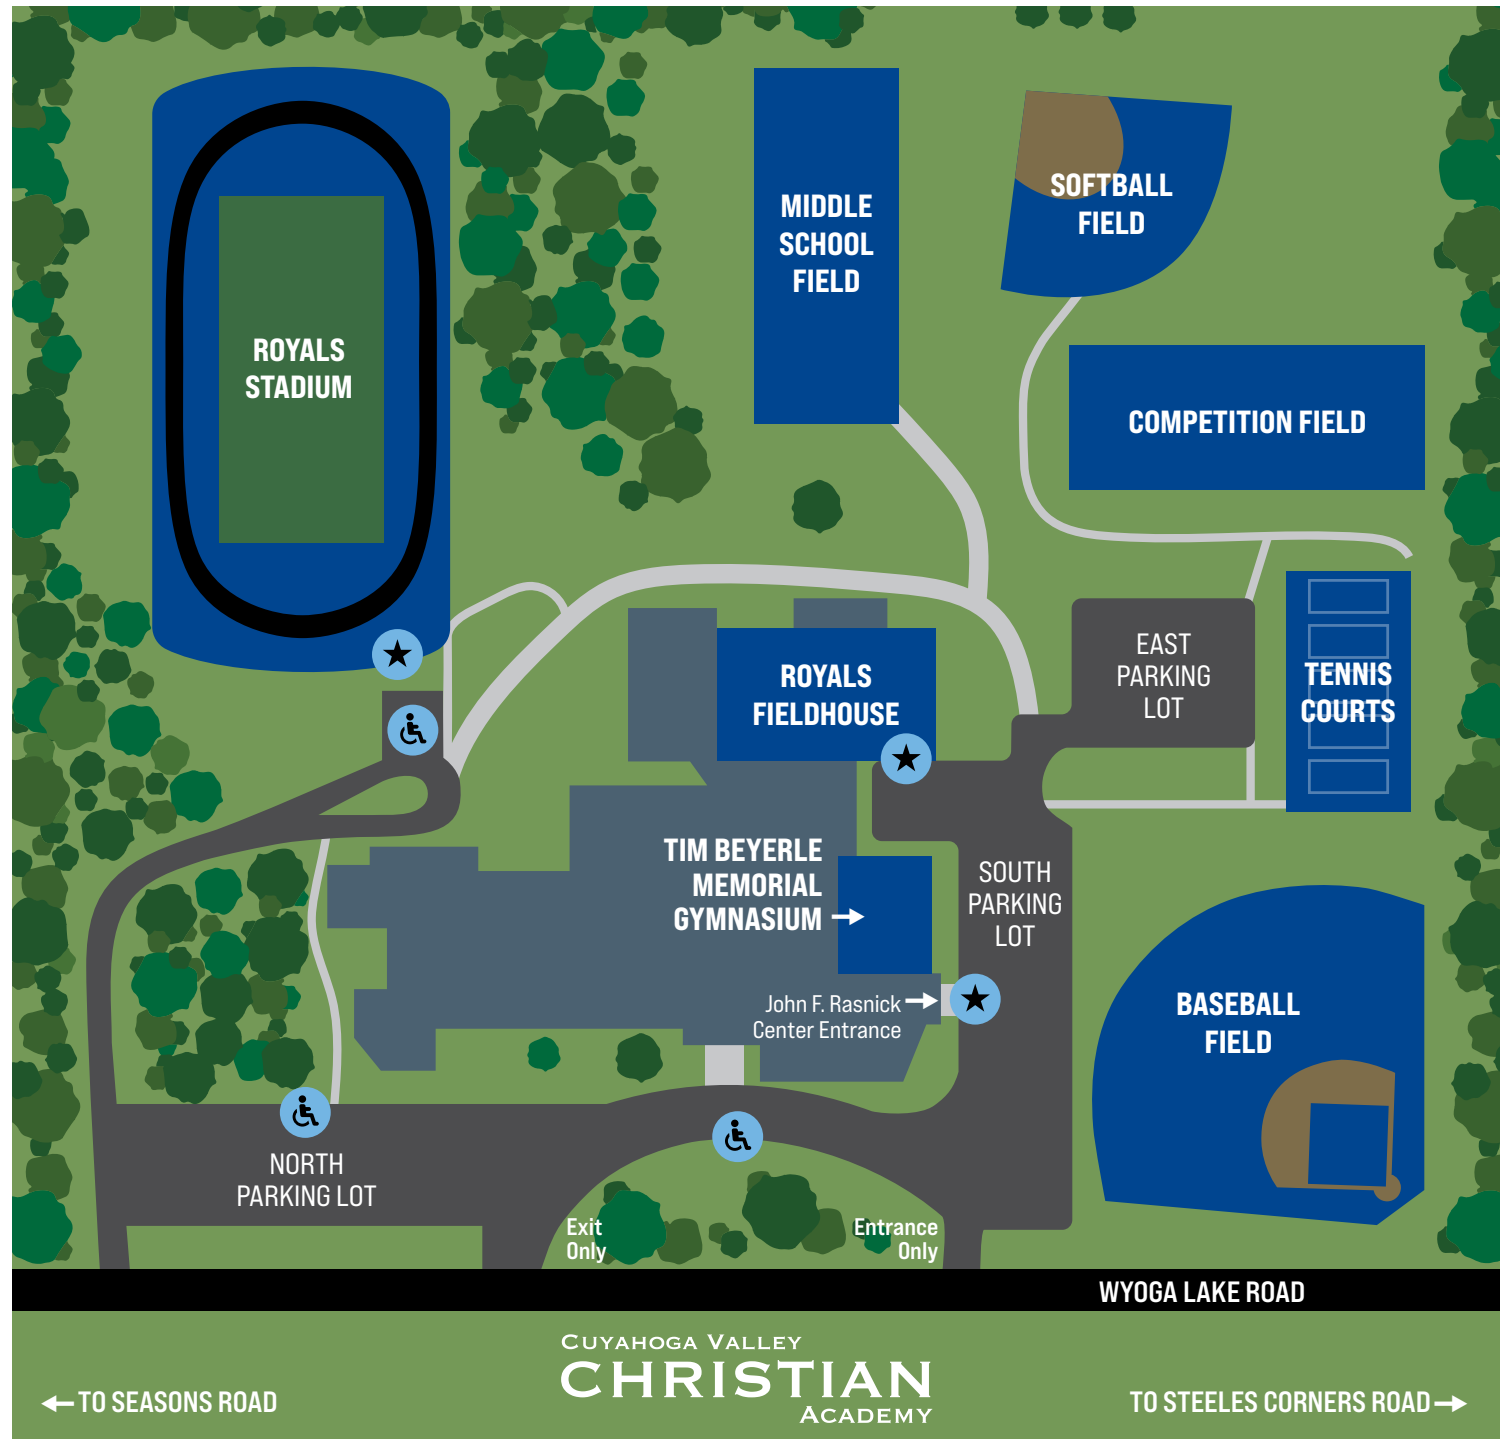 MIDDLE
SCHOOL
FIELD
SOFTBALL
FIELD
ROYALS
STADIUM
COMPETITION FIELD
ROYALS
FIELDHOUSE
EAST
PARKING
LOT
TENNIS
COURTS
TIM BEYERLE
MEMORIAL
GYMNASIUM
SOUTH
PARKING
LOT
John F. Rasnick
Center Entrance
BASEBALL
FIELD
NORTH
PARKING LOT
Exit
Only
Entrance
Only
WYOGA LAKE ROAD
CUYAHOGA VALLEY
CHRISTIAN
ACADEMY
TO SEASONS ROAD
TO STEELES CORNERS ROAD